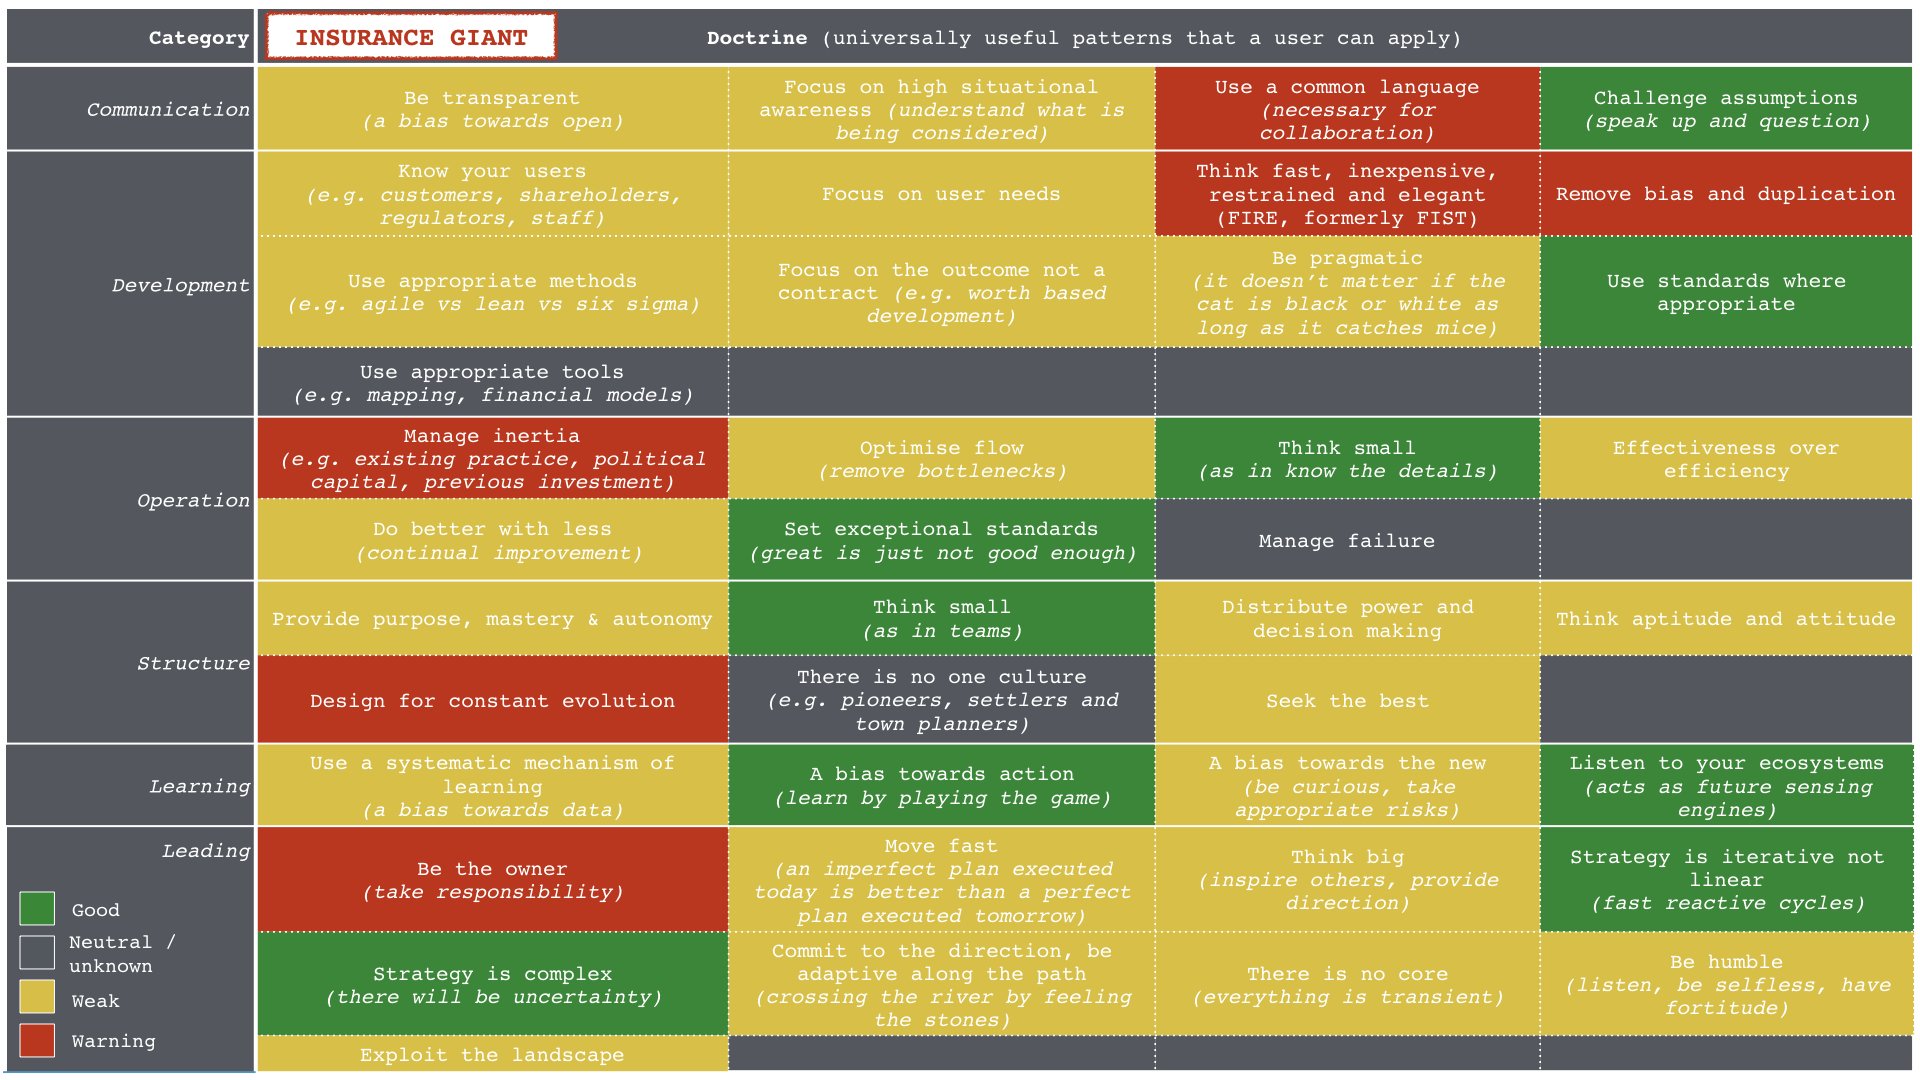 Category
INSURANCE GIANT
Doctrine (universally useful patterns that a user can apply)
Communication
Be transparent
(a bias towards open)
Focus on high situational
awareness (understand what is
being considered)
Use a common language
(necessary for
collaboration)
Challenge assumptions
(speak up and question)
Development
Know your users
(e.g. customers, shareholders,
regulators, staff)
Focus on user needs
Think fast, inexpensive,
restrained and elegant
(FIRE, formerly FIST)
Remove bias and duplication
Use appropriate methods
(e.g. agile vs lean vs six sigma)
Focus on the outcome not a
contract (e.g. worth based
development)
Be pragmatic
(it doesn’t matter if the
cat is black or white as
long as it catches mice)
Use standards where
appropriate
Use appropriate tools
(e.g. mapping, financial models)
Operation
Manage inertia
(e.g. existing practice, political
capital, previous investment)
Optimise flow
(remove bottlenecks)
Think small
(as in know the details)
Effectiveness over
efficiency
Do better with less
(continual improvement)
Set exceptional standards
(great is just not good enough)
Manage failure
Structure
Provide purpose, mastery & autonomy
Think small
(as in teams)
Distribute power and
decision making
Think aptitude and attitude
Design for constant evolution
There is no one culture
(e.g. pioneers, settlers and
town planners)
Seek the best
Learning
Use a systematic mechanism of
learning
(a bias towards data)
A bias towards action
(learn by playing the game)
A bias towards the new
(be curious, take
appropriate risks)
Listen to your ecosystems
(acts as future sensing
engines)
Leading
Be the owner
(take responsibility)
Move fast
(an imperfect plan executed
today is better than a perfect
plan executed tomorrow)
Think big
(inspire others, provide
direction)
Strategy is iterative not
linear
(fast reactive cycles)
Strategy is complex
(there will be uncertainty)
Commit to the direction, be
adaptive along the path
(crossing the river by feeling
the stones)
There is no core
(everything is transient)
Be humble
(listen, be selfless, have
fortitude)
Exploit the landscape
Good
Neutral /
unknown
Weak
Warning